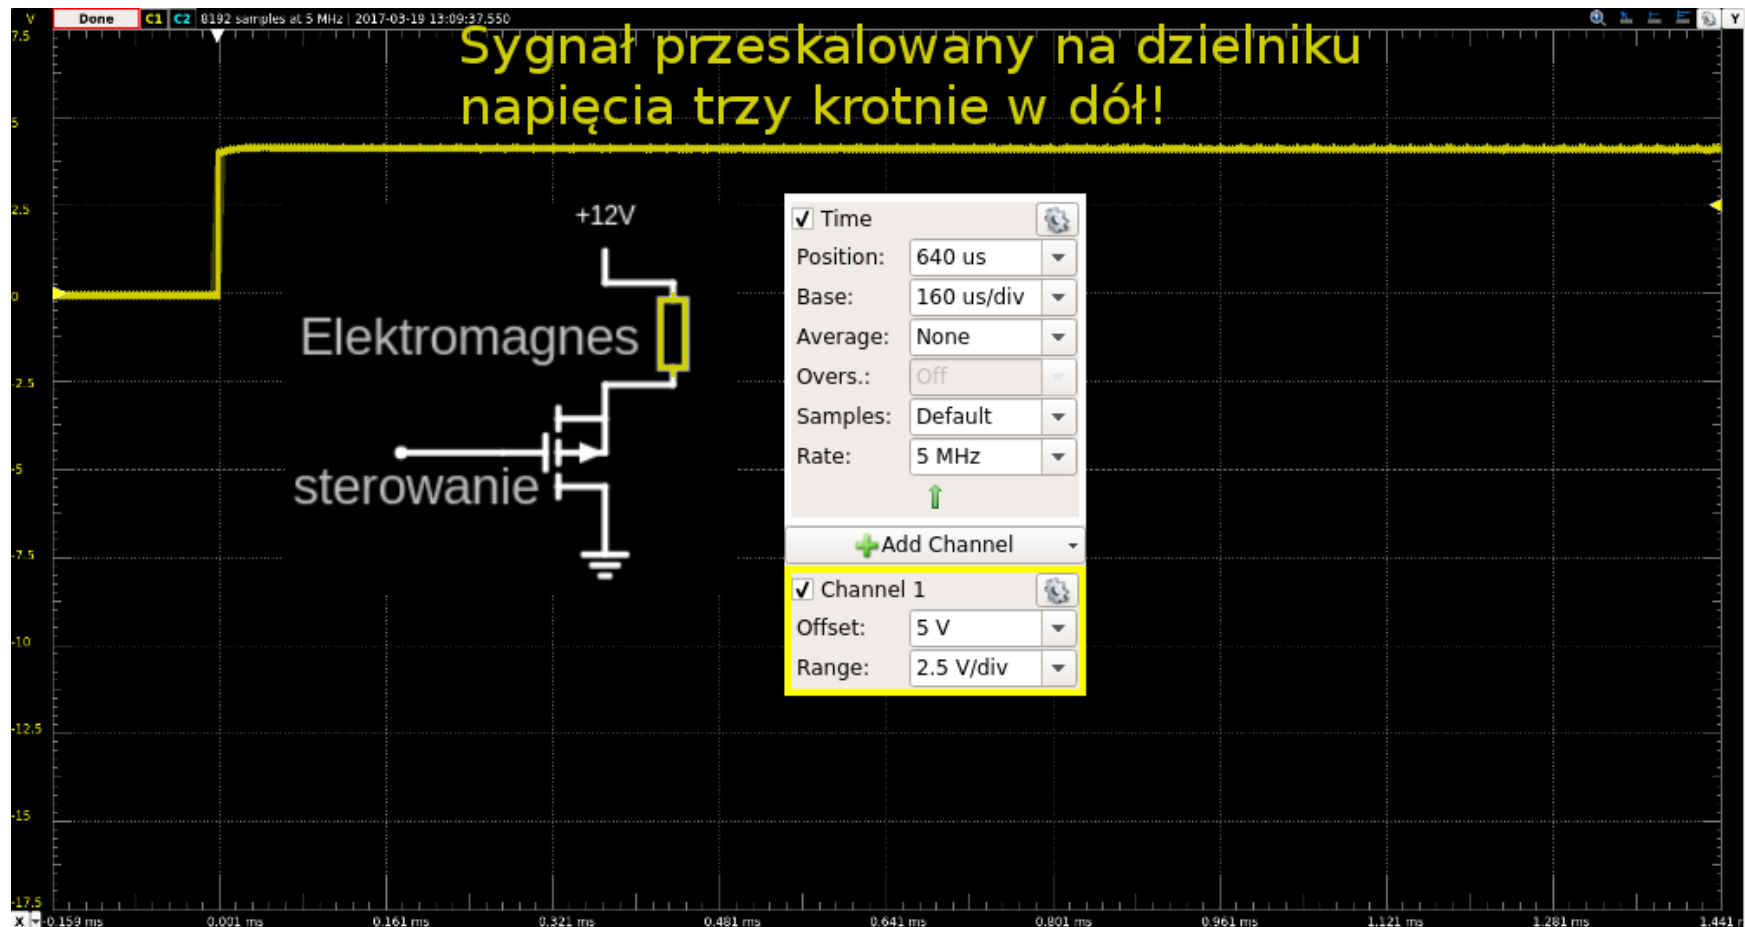 V Done C1 C2 8192 samples at 5 MHz | 2017-03-19 13:09:37.550 Y
7.5
Sygnał przeskalowany na dzielniku
napięcia trzy krotnie w dół!
5
2.5
0
-2.5
-5
-7.5
-10
-12.5
-15
-17.5
+12V
Elektromagnes
sterowanie
Time
Position: 640 us
Base: 160 us/div
Average: None
Overs.: Off
Samples: Default
Rate: 5 MHz
Add Channel
Channel 1
Offset: 5 V
Range: 2.5 V/div
X -0.159 ms 0.001 ms 0.161 ms 0.321 ms 0.481 ms 0.641 ms 0.801 ms 0.961 ms 1.121 ms 1.281 ms 1.441